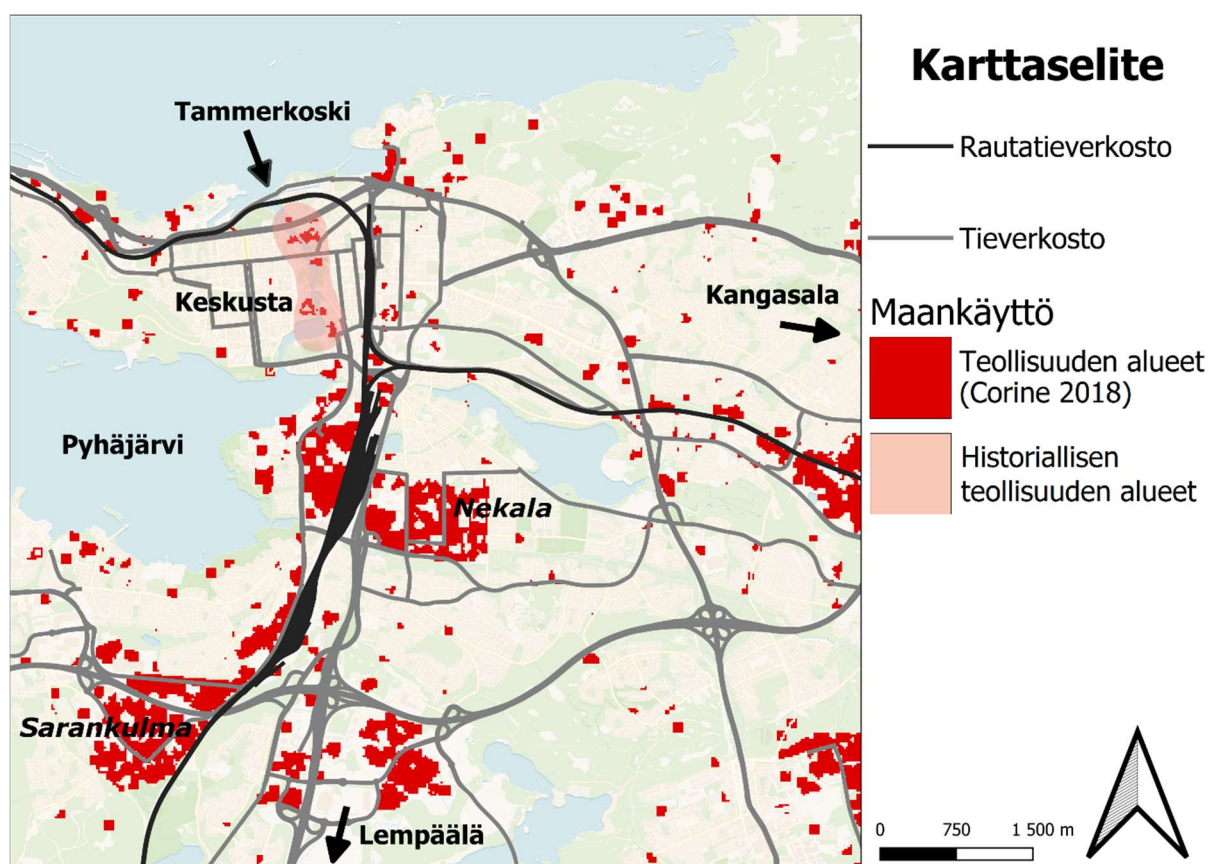 Tammerkoski
Keskusta
Kangasala
Pyhäjärvi
Nekala
Sarankulma
Lempäälä
Karttaselite
Rautatieverkosto
Tieverkosto
Maankäyttö
Teollisuuden alueet
(Corine 2018)
Historiallisen
teollisuuden alueet
0 750 1 500 m